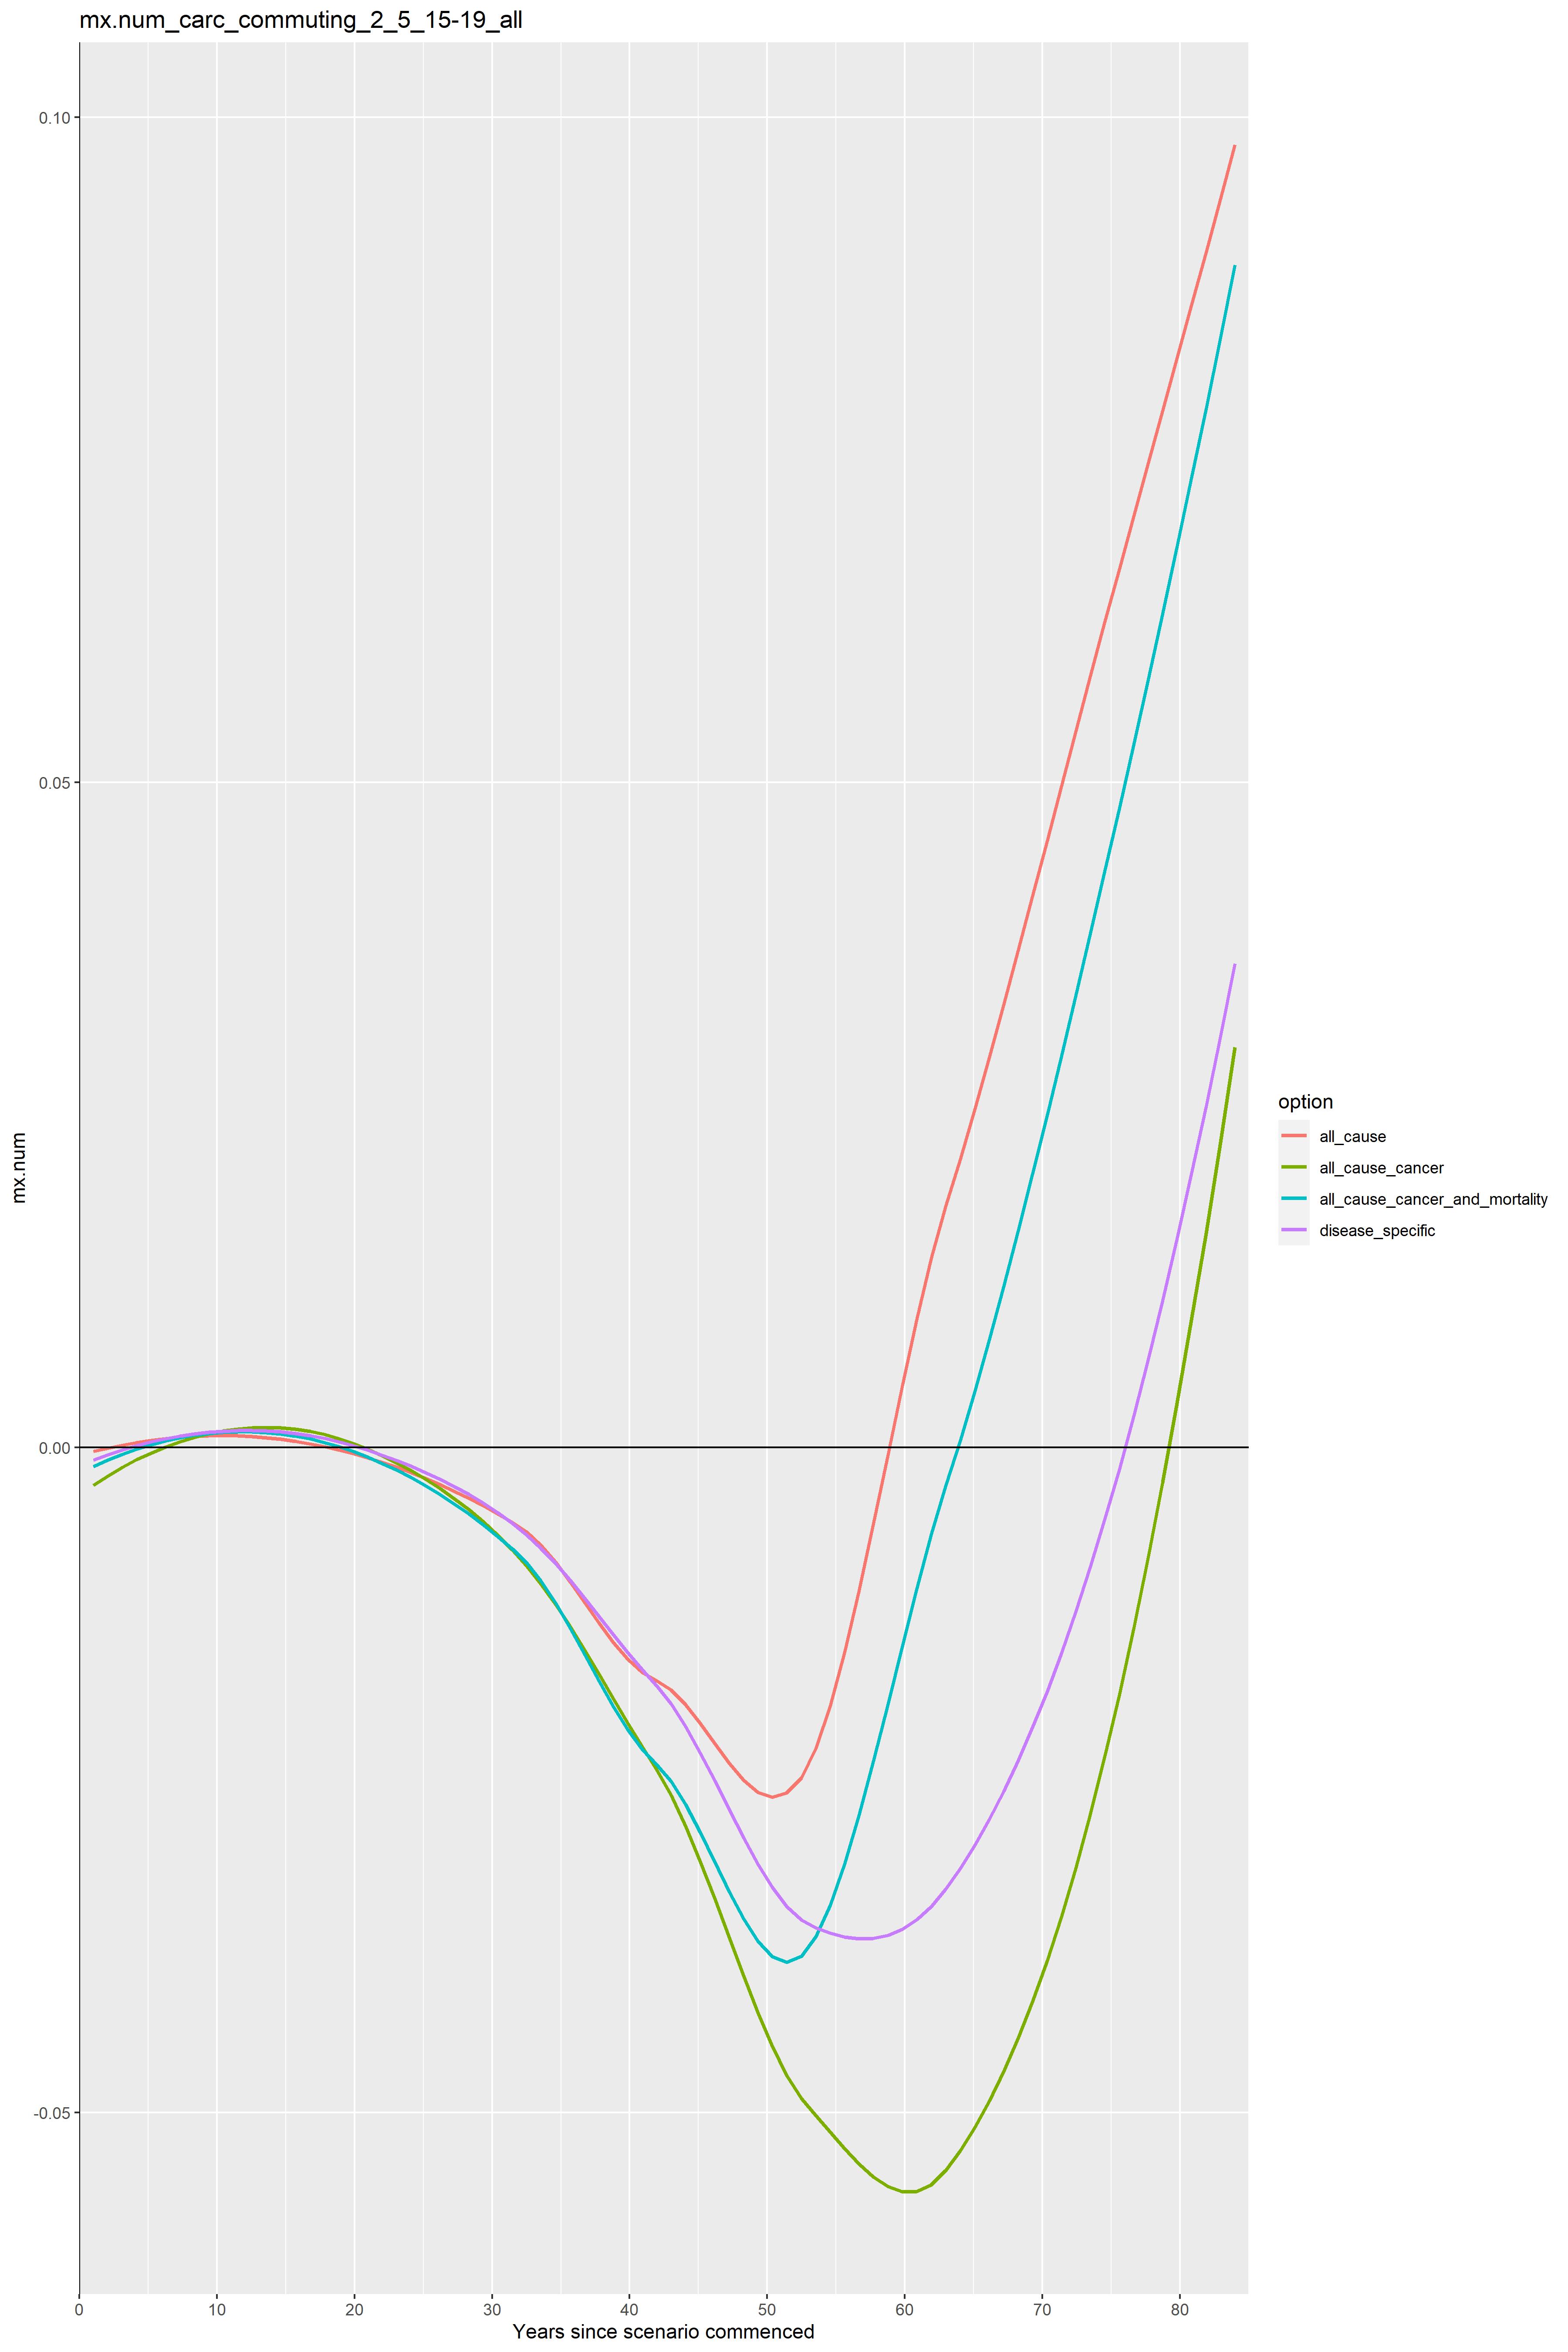 mx.num_carc_commuting_2_5_15-19_all
0.10
0.05
0.00
-0.05
mx.num
0 10 20 30 40 50 60 70 80
Years since scenario commenced
option
all_cause
all_cause_cancer
all_cause_cancer_and_mortality
disease_specific